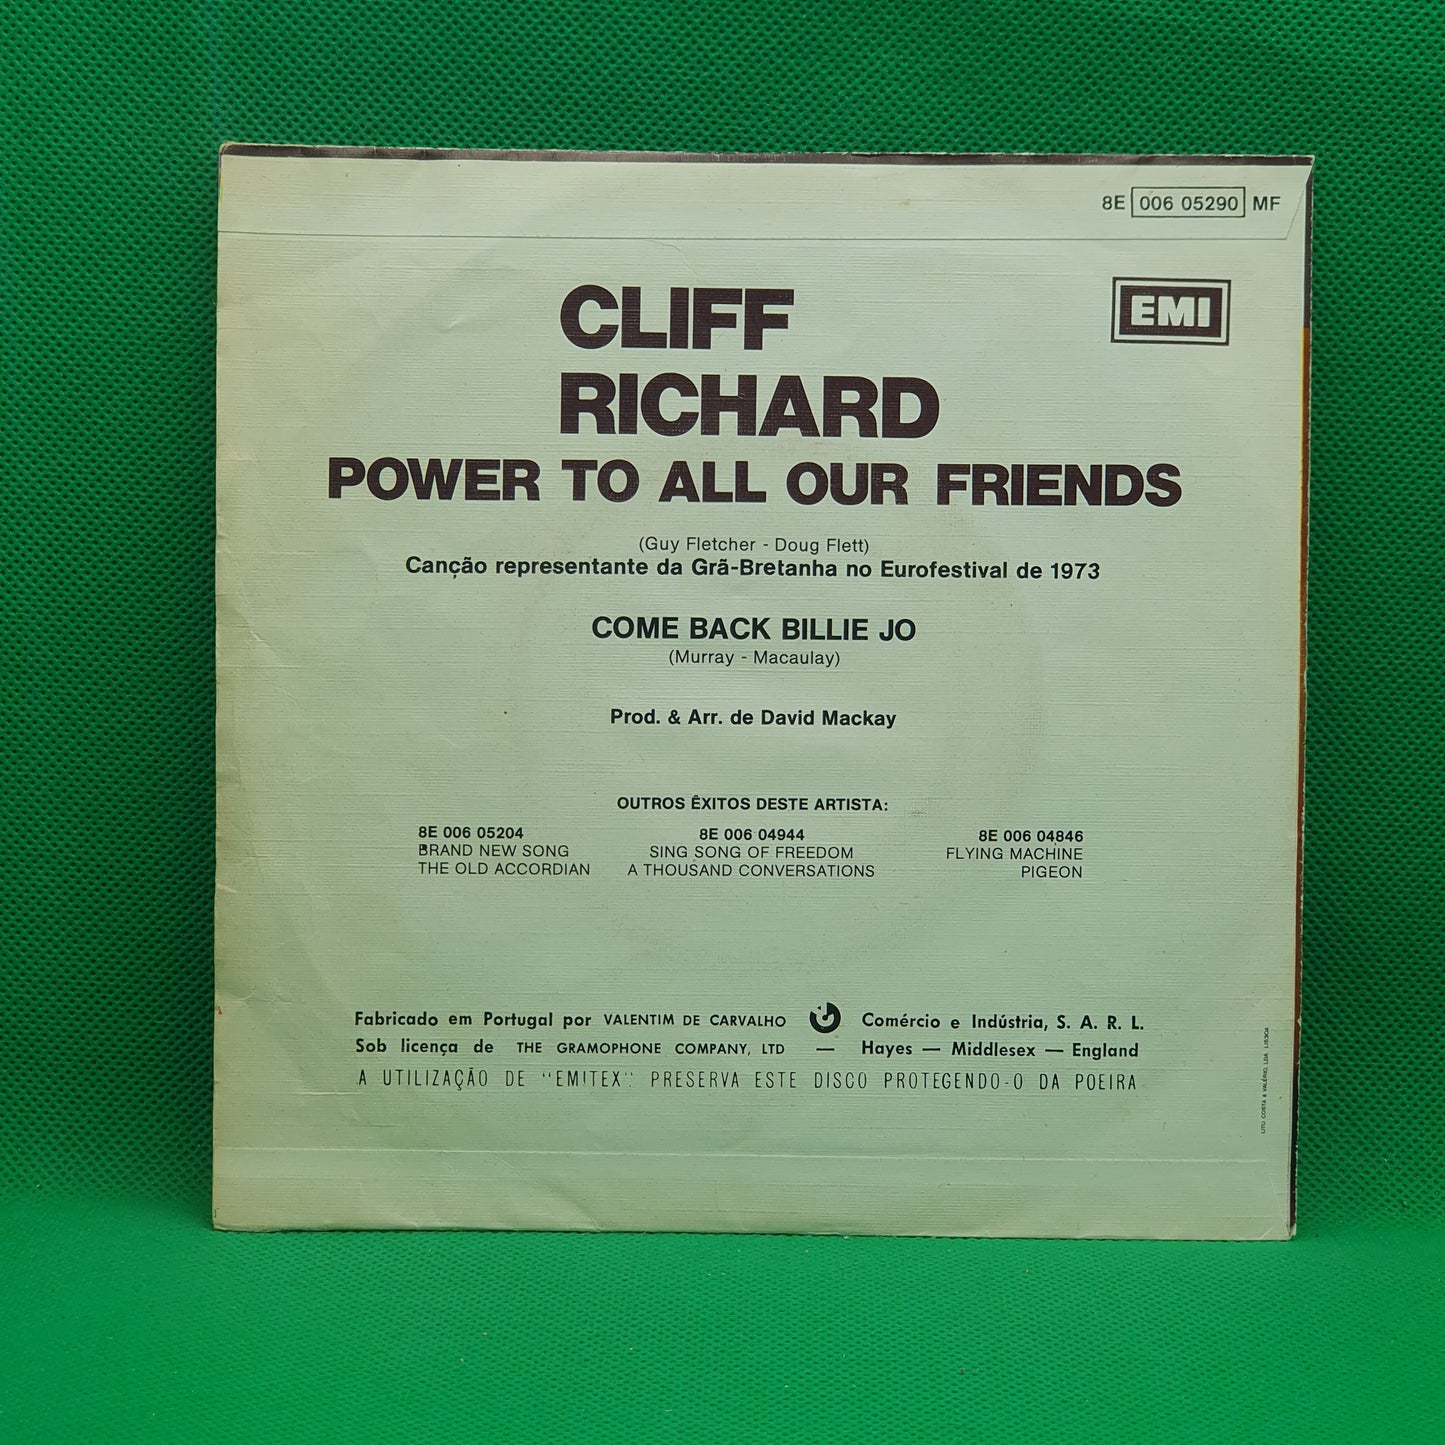 8E 006 05290 MF
EMI
CLIFF
RICHARD
POWER TO ALL OUR FRIENDS
(Guy Fletcher - Doug Flett)
Canção representante da Grã-Bretanha no Eurofestival de 1973
COME BACK BILLIE JO
(Murray - Macaulay)
Prod. & Arr. de David Mackay
OUTROS ÊXITOS DESTE ARTISTA:
8E 006 05204
BRAND NEW SONG
THE OLD ACCORDIAN
8E 006 04944
SING SONG OF FREEDOM
A THOUSAND CONVERSATIONS
8E 006 04846
FLYING MACHINE
PIGEON
Fabricado em Portugal por VALENTIM DE CARVALHO Comércio e Indústria, S. A. R. L.
Sob licença de THE GRAMOPHONE COMPANY, LTD — Hayes — Middlesex — England
A UTILIZAÇÃO DE "EMITEX" PRESERVA ESTE DISCO PROTEGENDO-O DA POEIRA
COSTA & VALÉRIO, LDA LISBOA